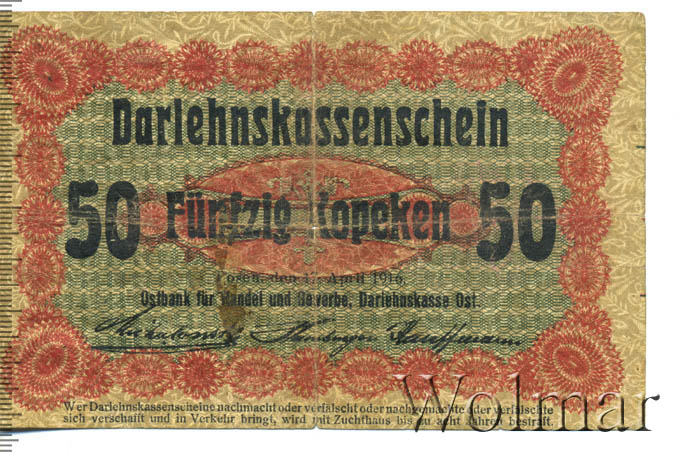 Darlehnskassenschein
50 Fünfzig Kopeken 50
Posen, den 17. April 1916.
Ostbank für Handel und Gewerbe, Darlehnskasse Ost.
Kauffmann
Wer Darlehnskassenscheine nachmacht oder verfälscht oder nachgemachte oder verfälschte
sich verschafft und in Verkehr bringt, wird mit Zuchthaus bis zu acht Jahren bestraft.
Wolmar